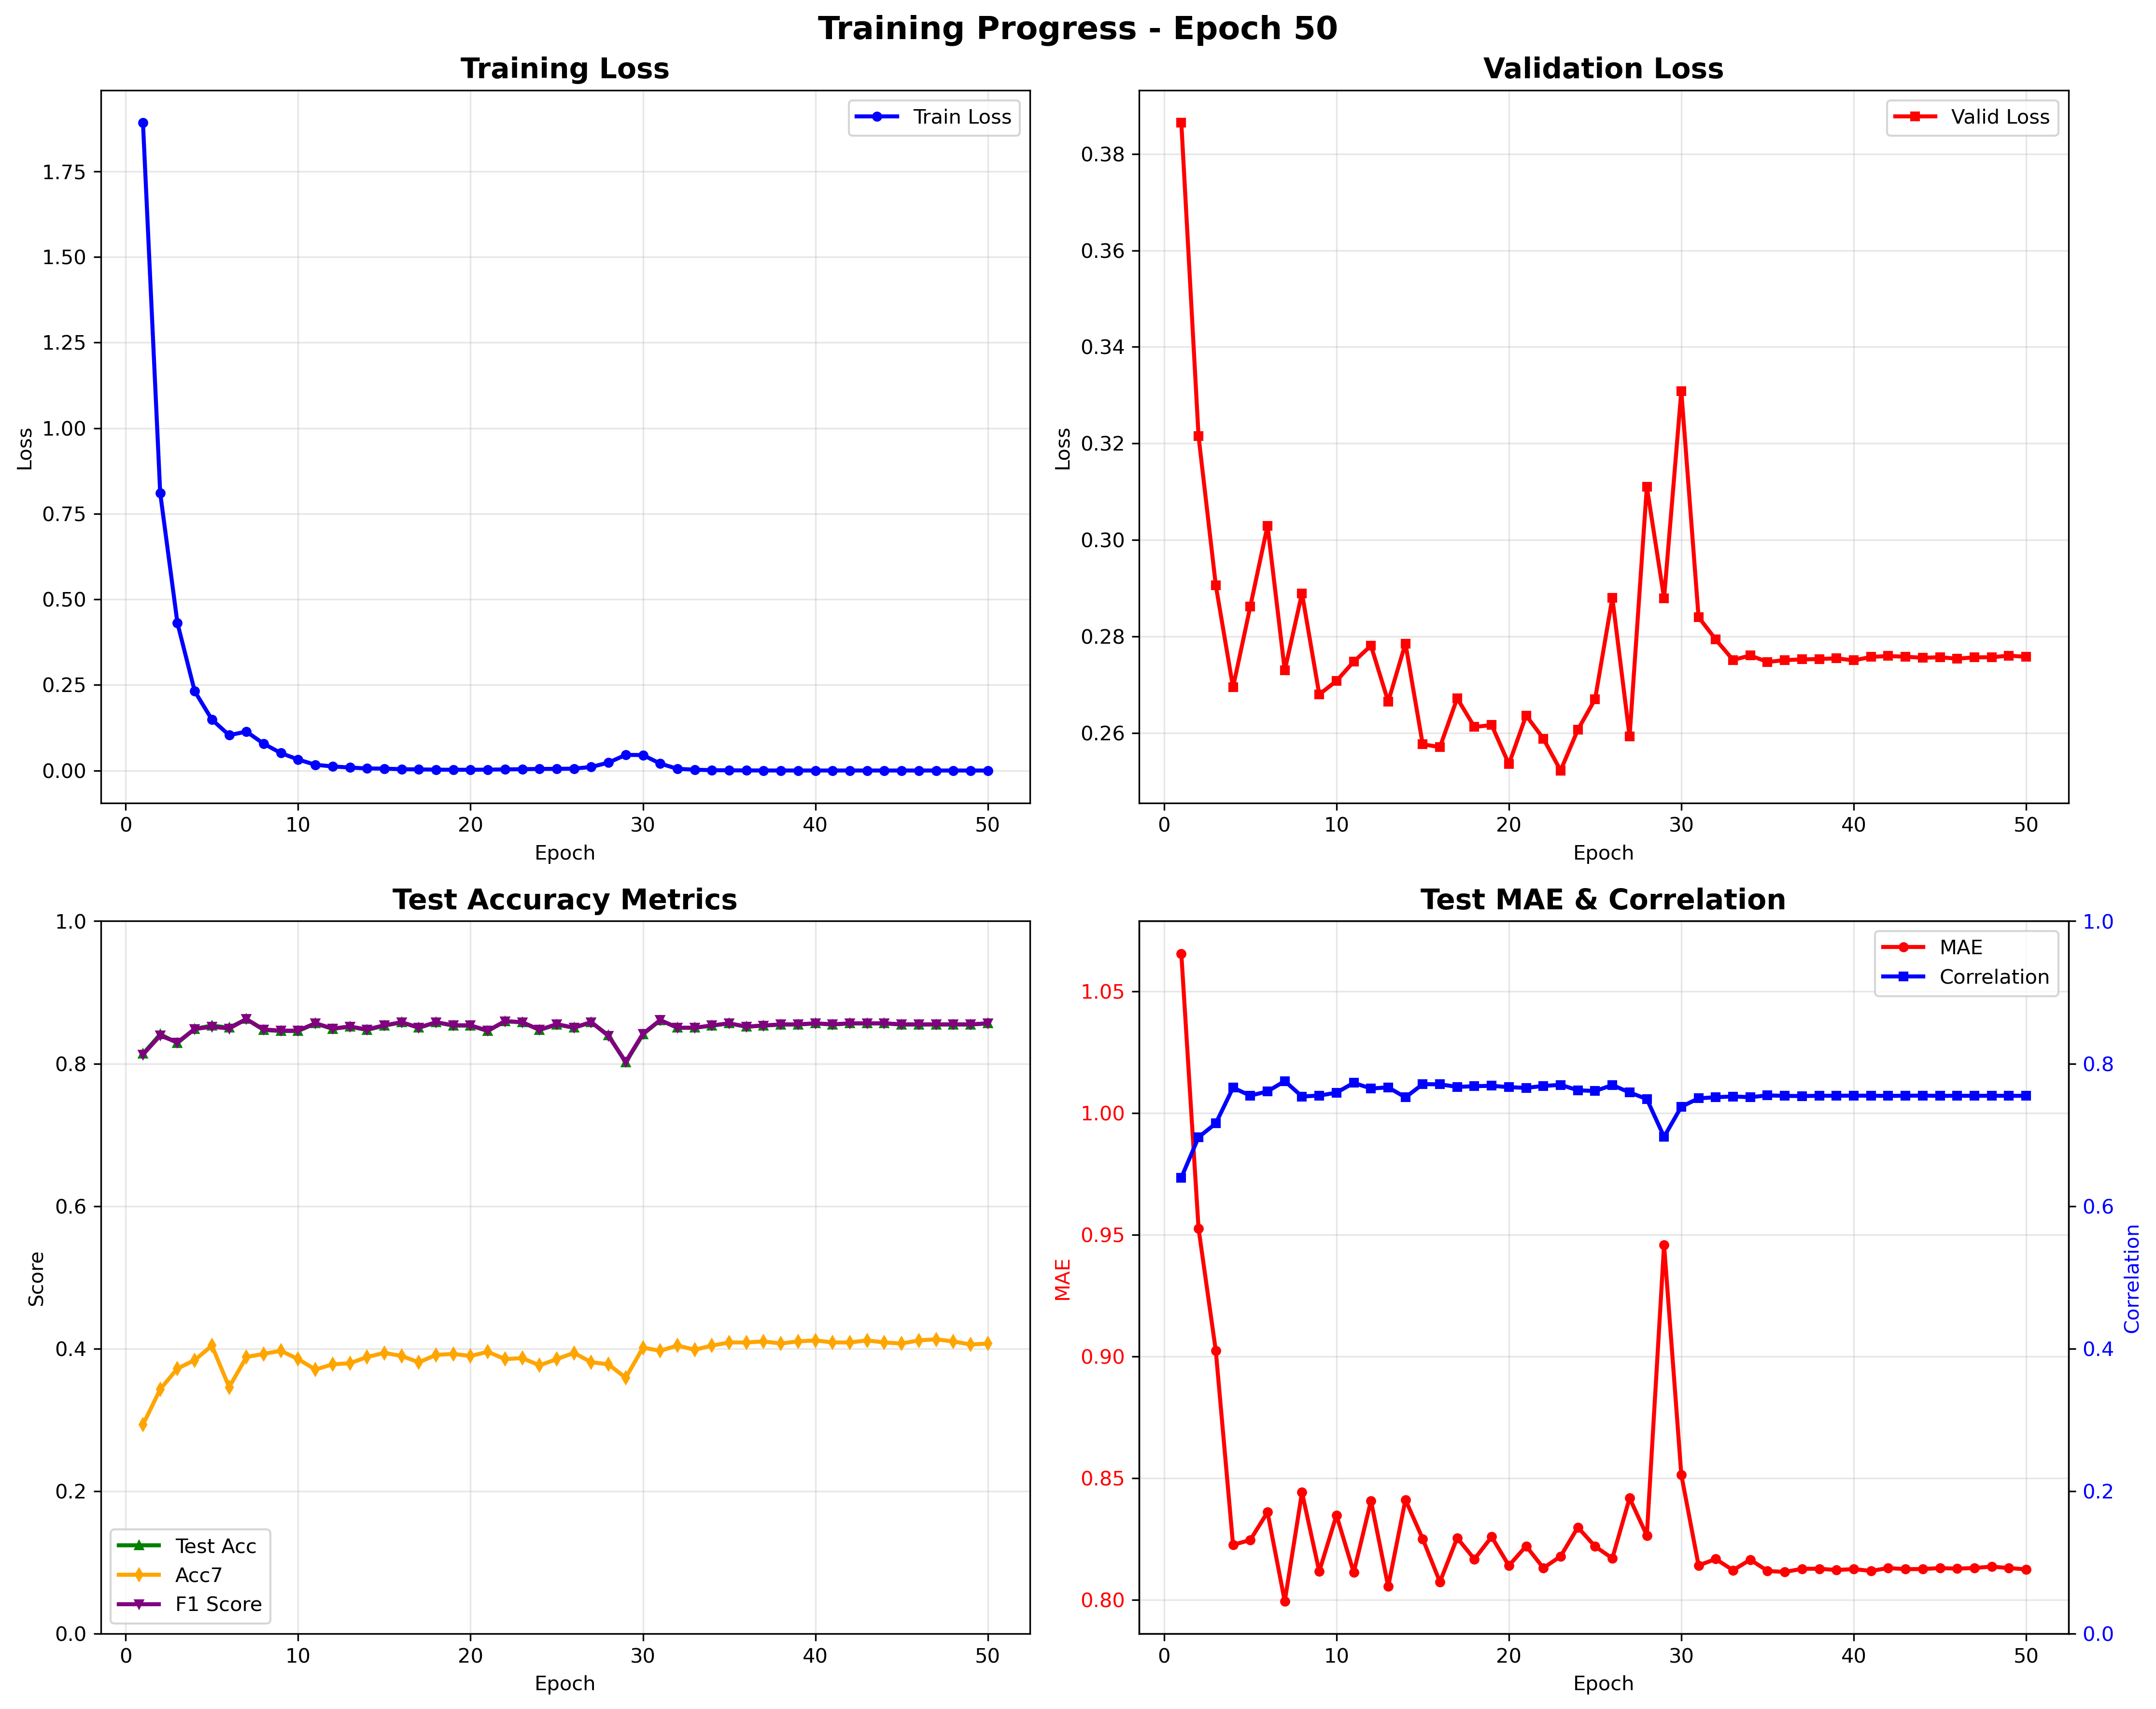 Training Progress - Epoch 50
Training Loss
Train Loss
1.75
1.50
1.25
1.00
0.75
0.50
0.25
0.00
Loss
0
10
20
30
40
50
Epoch
Validation Loss
Valid Loss
0.38
0.36
0.34
0.32
0.30
0.28
0.26
Loss
0
10
20
30
40
50
Epoch
Test Accuracy Metrics
1.0
0.8
0.6
0.4
0.2
0.0
Score
Test Acc
Acc7
F1 Score
0
10
20
30
40
50
Epoch
Test MAE & Correlation
MAE
Correlation
1.05
1.00
0.95
0.90
0.85
0.80
MAE
1.0
0.8
0.6
0.4
0.2
0.0
Correlation
0
10
20
30
40
50
Epoch